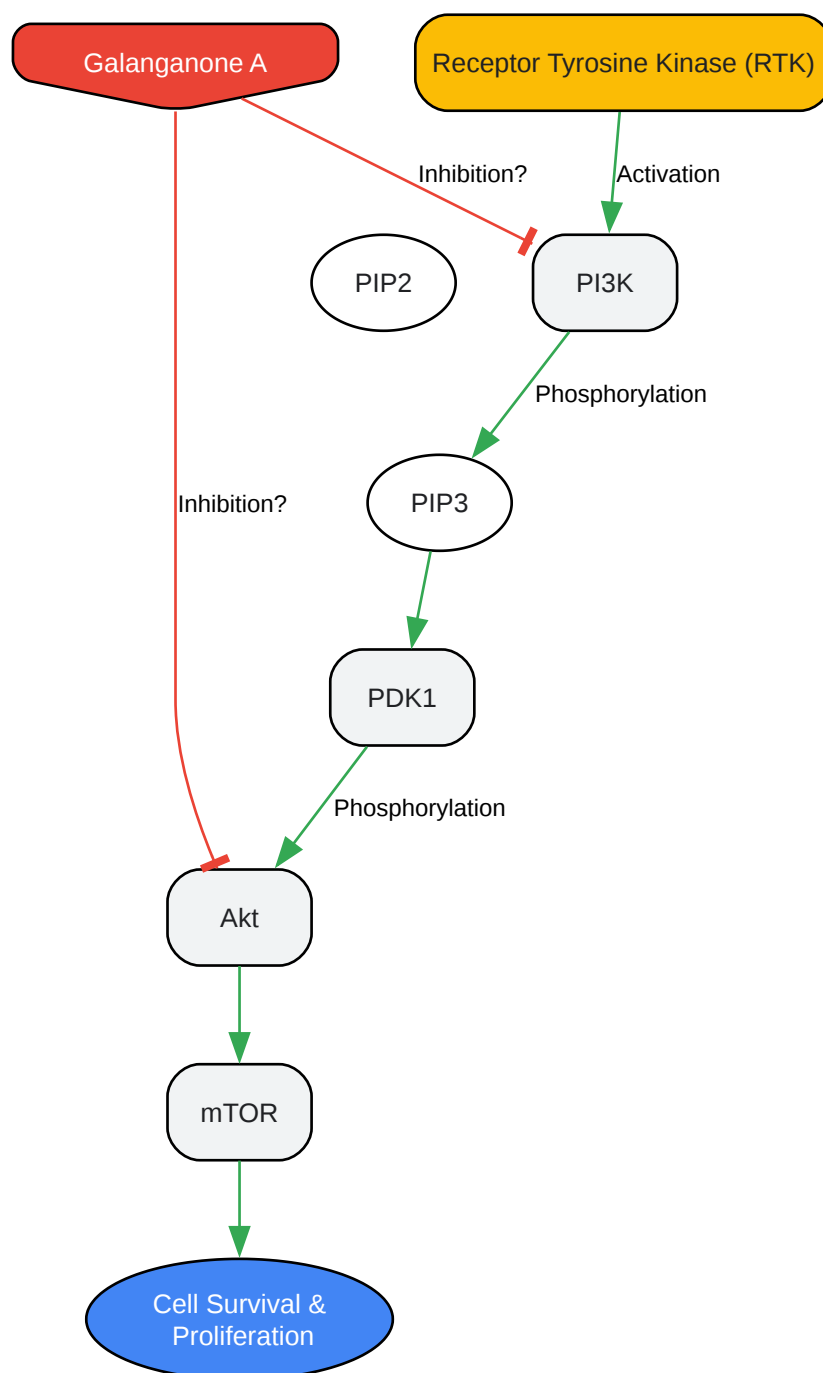 Galanganone A
Receptor Tyrosine Kinase (RTK)
Inhibition?
Activation
PIP2
PI3K
Phosphorylation
PIP3
Inhibition?
PDK1
Phosphorylation
Akt
mTOR
Cell Survival &
Proliferation